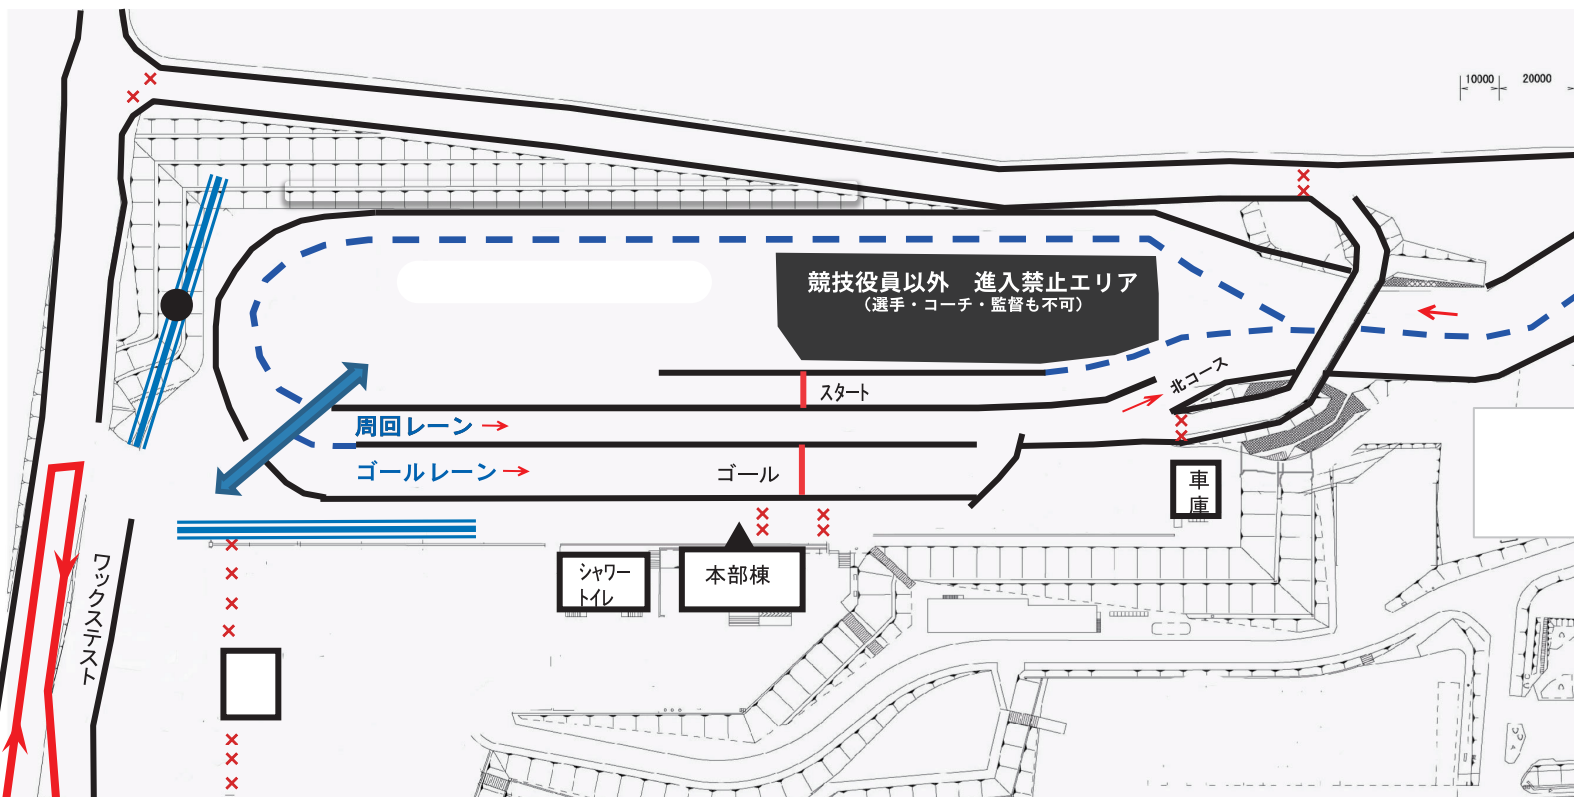 10000 20000
競技役員以外 進入禁止エリア
（選手・コーチ・監督も不可）
スタート
北コース
周回レーン
ゴールレーン
ゴール
車
庫
シャワー
トイレ
本部棟
ワックステスト